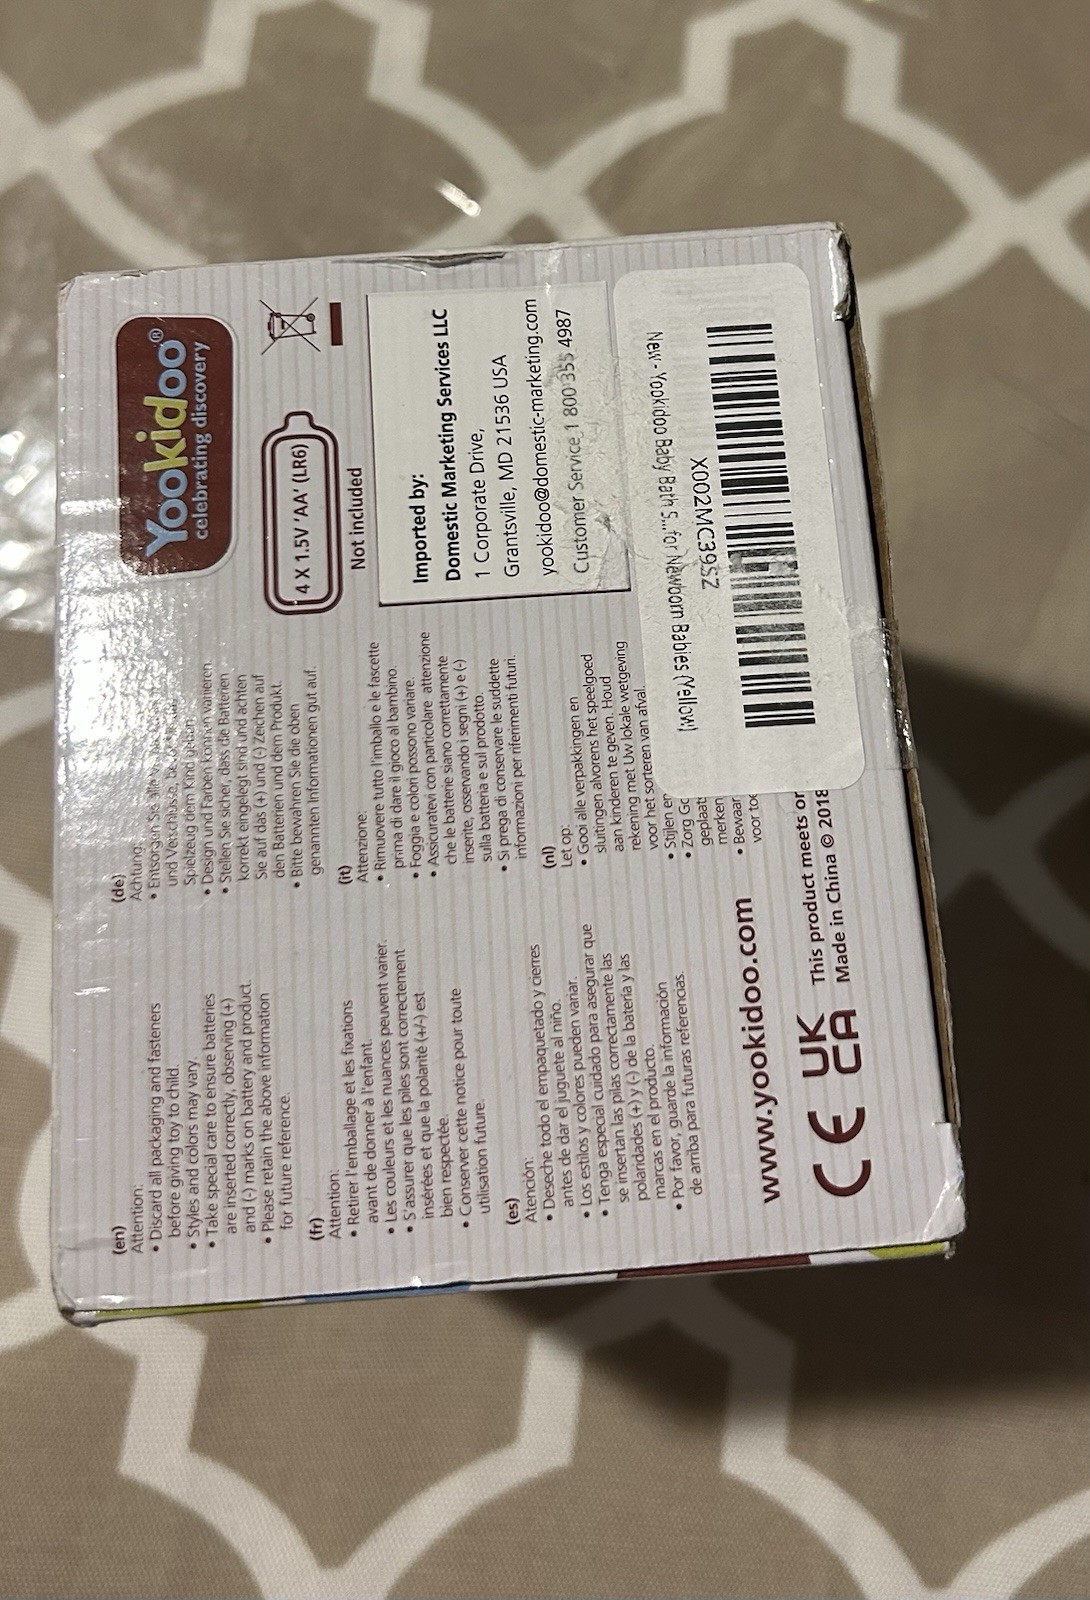 (en)
Attention:
• Discard all packaging and fasteners
before giving toy to child.
• Styles and colors may vary.
• Take special care to ensure batteries
are inserted correctly, observing (+)
and (-) marks on battery and product.
• Please retain the above information
for future reference.
(fr)
Attention:
• Retirer l'emballage et les fixations
avant de donner à l'enfant.
• Les couleurs et les nuances peuvent varier.
• S'assurer que les piles sont correctement
insérées et que la polarité (+/-) est
bien respectée.
• Conserver cette notice pour toute
utilisation future.
(es)
Atención:
• Deseche todo el empaquetado y cierres
antes de dar el juguete al niño.
• Los estilos y colores pueden variar.
• Tenga especial cuidado para asegurar que
se insertan las pilas correctamente las
polaridades (+) y (-) de la batería y las
marcas en el producto.
• Por favor, guarde la información
de arriba para futuras referencias.
(de)
Achtung:
• Entsorgen Sie
und Verschlüsse,
Spielzeug dem Kind geben.
• Design und Farben können variieren.
• Stellen Sie sicher, dass die Batterien
korrekt eingelegt sind und achten
Sie auf das (+) und (-) Zeichen auf
den Batterien und dem Produkt.
• Bitte bewahren Sie die oben
genannten Informationen gut auf.
(it)
Attenzione:
• Rimuovere tutto l'imballo e le fascette
prima di dare il gioco al bambino.
• Foggia e colori possono variare.
• Assicuratevi con particolare attenzione
che le batterie siano correttamente
inserite, osservando i segni (+) e (-)
sulla batteria e sul prodotto.
• Si prega di conservare le suddette
informazioni per riferimenti futuri.
(nl)
Let op:
• Gooi alle verpakkingen en
sluitingen alvorens het speelgoed
aan kinderen te geven. Houd
rekening met Uw lokale wetgeving
voor het sorteren van afval.
• Stijlen en
• Zorg
geplaats
merken
• Bewaar
voor toe
Yookidoo®
celebrating discovery
4 X 1.5V 'AA' (LR6)
Not included
Imported by:
Domestic Marketing Services LLC
1 Corporate Drive,
Grantsville, MD 21536 USA
yookidoo@domestic-marketing.com
Customer Service 1 800 355 4987
New - Yookidoo Baby Bath S...for Newborn Babies (Yellow)
X002MC39SZ
www.yookidoo.com
CE UK
CA
This product meets or
Made in China © 2018